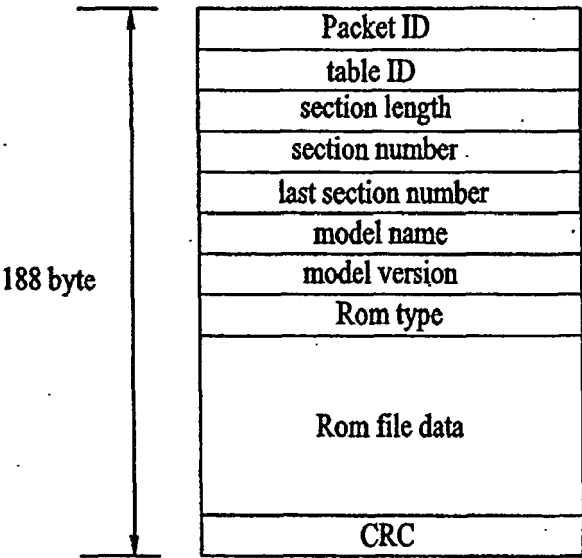 Packet ID
table ID
section length
section number
last section number
model name
188 byte
model version
Rom type
Rom file data
CRC